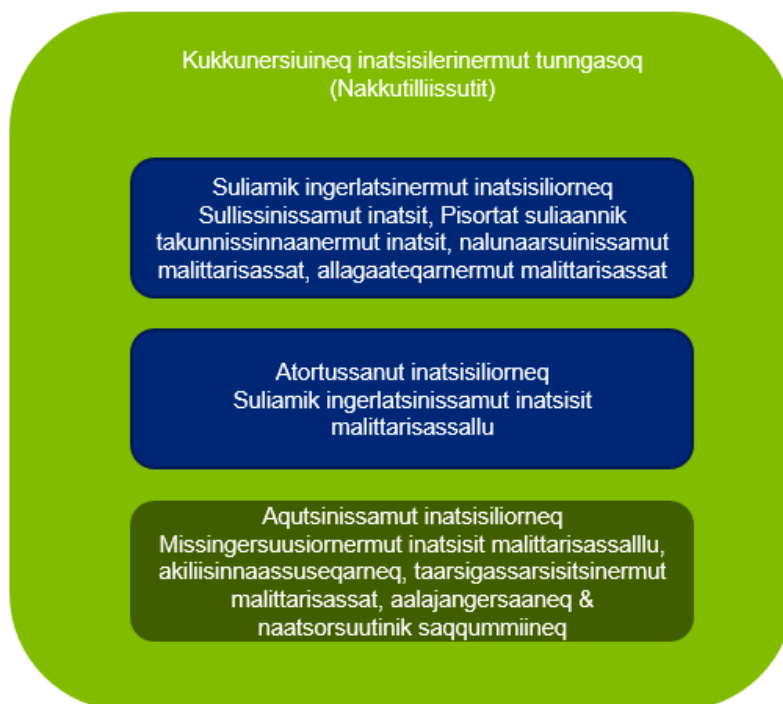 Kukkunersiuineq inatsisilerinermut tunngasoq
(Nakkutilliissutit)
Suliamik ingerlatsinermut inatsisiliorneq
Sullissinissamut inatsit, Pisortat suliaannik
takunnissinnaanermut inatsit, nalunaarsuinissamut
malittarisassat, allagaateqarnermut malittarisassat
Atortussanut inatsisiliorneq
Suliamik ingerlatsinissamut inatsisit
malittarisassallu
Aqutsinissamut inatsisiliorneq
Missingersuusiornermut inatsisit malittarisassalllu,
akiliisinnaassuseqarneq, taarsigassarsisitsinermut
malittarisassat, aalajangersaaneq &
naatsorsuutinik saqqummiineq